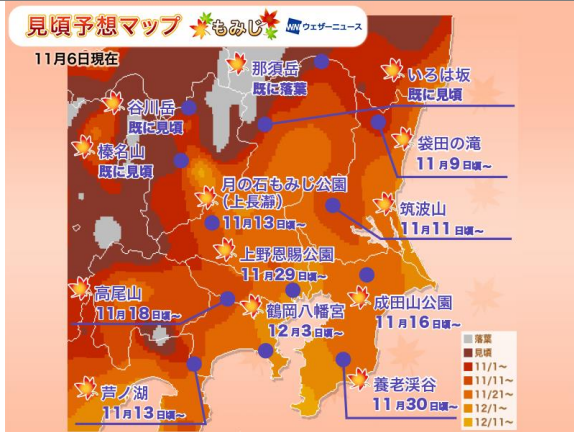 見頃予想マップ もみじ ウェザーニュース
11月6日現在
那須岳
既に落葉
いろは坂
既に見頃
谷川岳
既に見頃
袋田の滝
11月9日頃~
榛名山
既に見頃
月の石もみじ公園
(上長瀞)
11月13日頃~
筑波山
11月11日頃~
上野恩賜公園
11月29日頃~
高尾山
11月18日頃~
鶴岡八幡宮
12月3日頃~
成田山公園
11月16日頃~
芦ノ湖
11月13日頃~
養老渓谷
11月30日頃~
落葉
見頃
11/1~
11/11~
11/21~
12/1~
12/11~